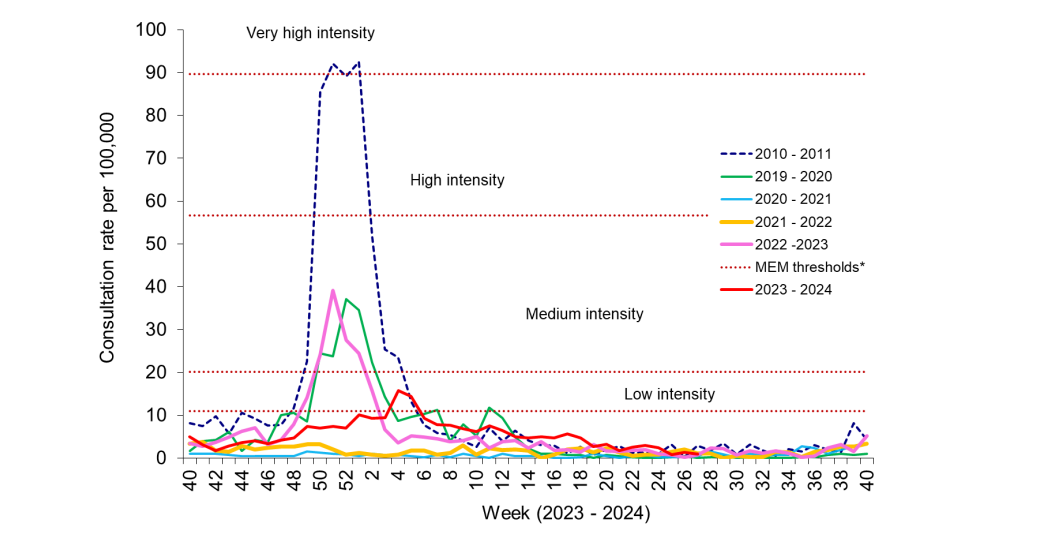 Very high intensity
100
90
80
70
60
50
40
30
20
10
0
Consultation rate per 100,000
High intensity
Medium intensity
Low intensity
2010 - 2011
2019 - 2020
2020 - 2021
2021 - 2022
2022 -2023
MEM thresholds*
2023 - 2024
40 42 44 46 48 50 52 2 4 6 8 10 12 14 16 18 20 22 24 26 28 30 32 34 36 38 40
Week (2023 - 2024)